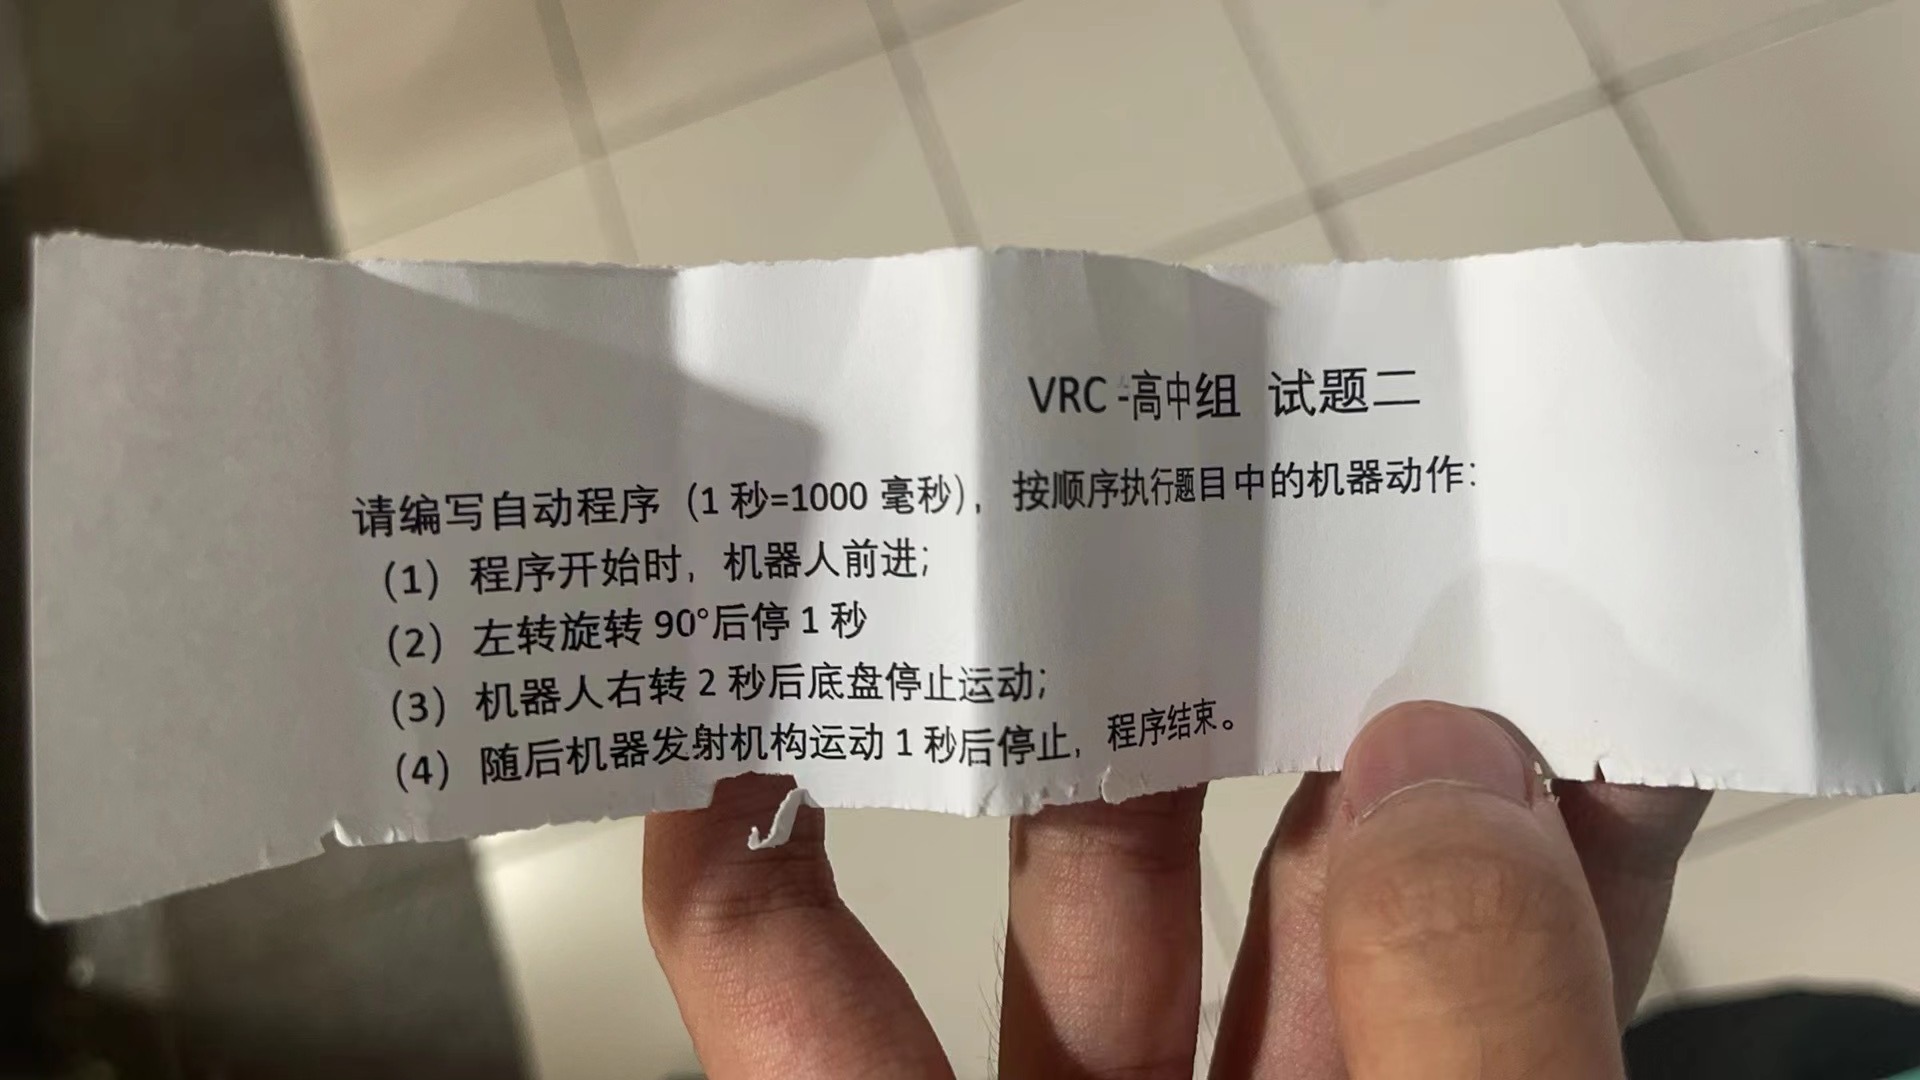 VRC-高中组 试题二
请编写自动程序（1 秒=1000 毫秒），按顺序执行题目中的机器动作：
（1） 程序开始时，机器人前进；
（2） 左转旋转 90°后停 1 秒
（3） 机器人右转 2 秒后底盘停止运动；
（4） 随后机器发射机构运动 1 秒后停止，程序结束。